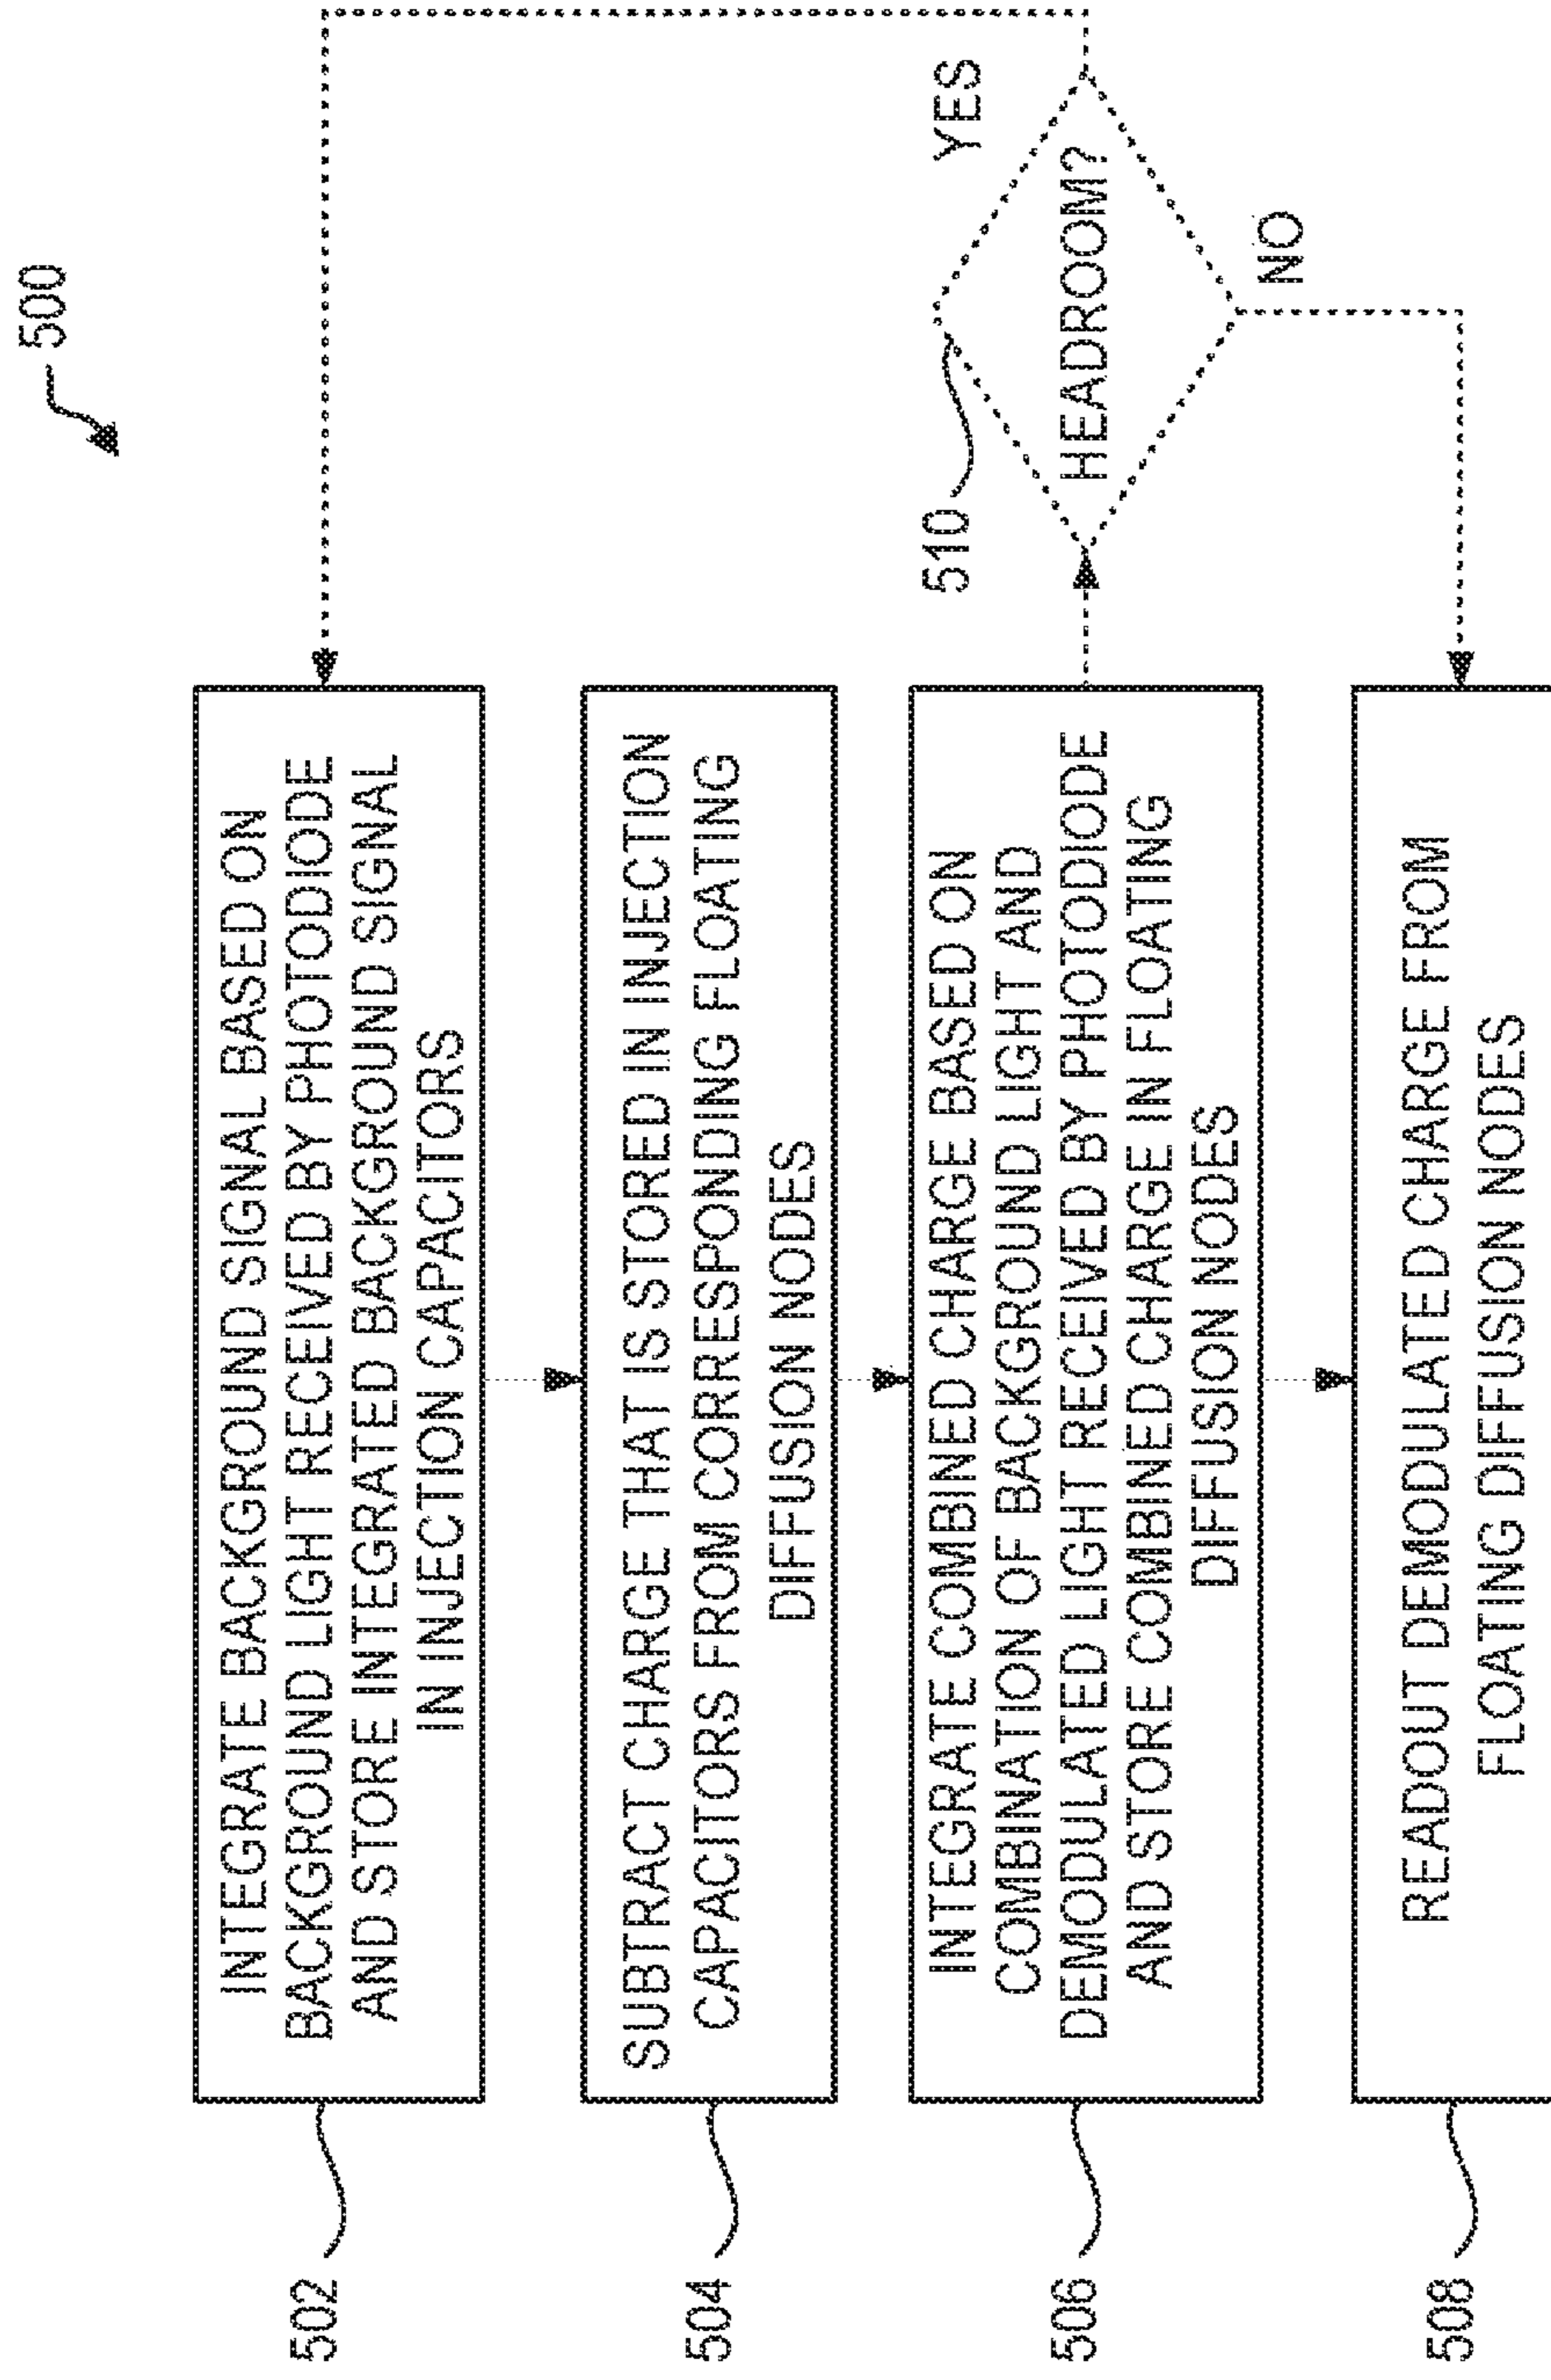 500
502
INTEGRATE BACKGROUND SIGNAL BASED ON
BACKGROUND LIGHT RECEIVED BY PHOTODIODE
AND STORE INTEGRATED BACKGROUND SIGNAL
IN INJECTION CAPACITORS
504
SUBTRACT CHARGE THAT IS STORED IN INJECTION
CAPACITORS FROM CORRESPONDING FLOATING
DIFFUSION NODES
506
INTEGRATE COMBINED CHARGE BASED ON
COMBINATION OF BACKGROUND LIGHT AND
DEMODULATED LIGHT RECEIVED BY PHOTODIODE
AND STORE COMBINED CHARGE IN FLOATING
DIFFUSION NODES
510
HEADROOM?
YES
NO
508
READOUT DEMODULATED CHARGE FROM
FLOATING DIFFUSION NODES